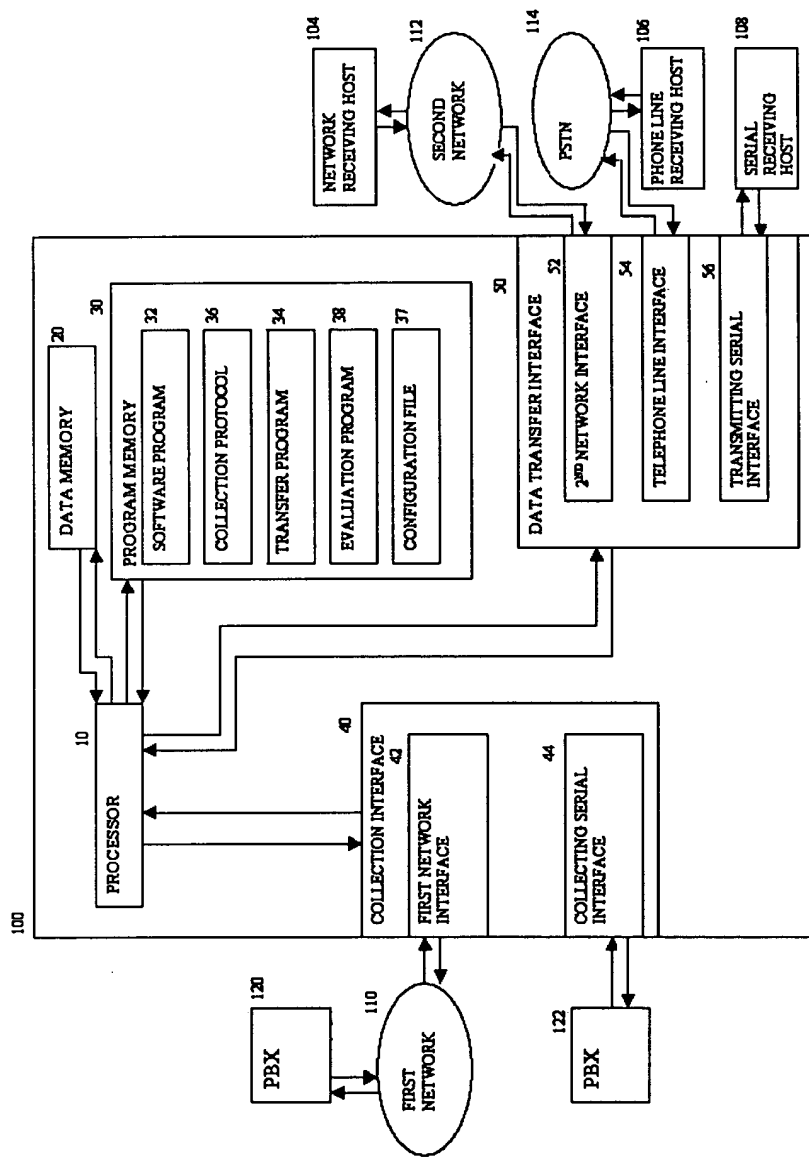 100
PBX
120
110
FIRST
NETWORK
PBX
122
10
PROCESSOR
COLLECTION INTERFACE
40
42
FIRST NETWORK
INTERFACE
44
COLLECTING SERIAL
INTERFACE
DATA MEMORY
20
PROGRAM MEMORY
30
SOFTWARE PROGRAM
32
COLLECTION PROTOCOL
36
TRANSFER PROGRAM
34
EVALUATION PROGRAM
38
CONFIGURATION FILE
37
DATA TRANSFER INTERFACE
50
2ND NETWORK INTERFACE
52
TELEPHONE LINE INTERFACE
54
TRANSMITTING SERIAL
INTERFACE
56
NETWORK
RECEIVING HOST
104
SECOND
NETWORK
112
PSTN
114
PHONE LINE
RECEIVING HOST
106
SERIAL
RECEIVING
HOST
108